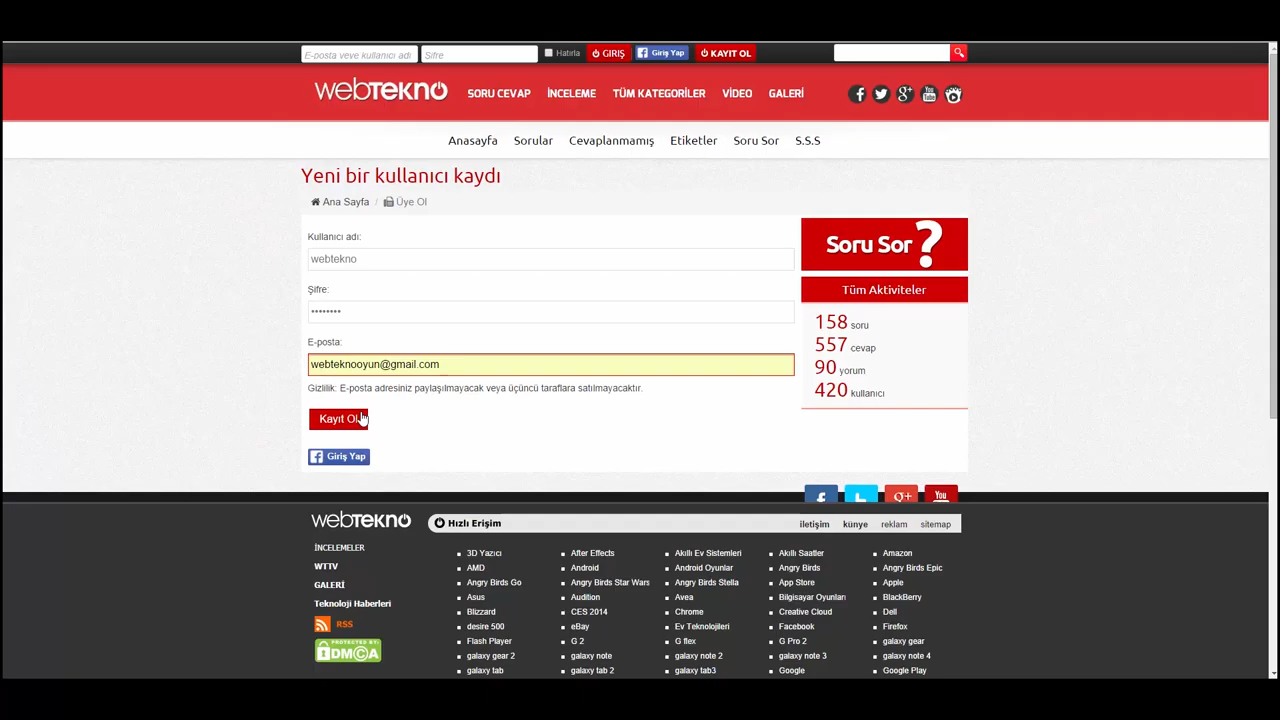 E-posta veve kullanıcı adı Şifre Hatırla GİRİŞ Giriş Yap KAYIT OL
webtekno SORU CEVAP İNCELEME TÜM KATEGORİLER VİDEO GALERİ
Anasayfa Sorular Cevaplanmamış Etiketler Soru Sor S.S.S
Yeni bir kullanıcı kaydı
Ana Sayfa / Üye Ol
Kullanıcı adı:
webtekno
Şifre:
••••••••
E-posta:
webteknooyun@gmail.com
Gizlilik: E-posta adresiniz paylaşılmayacak veya üçüncü taraflara satılmayacaktır.
Kayıt Ol
Giriş Yap
Soru Sor ?
Tüm Aktiviteler
158 soru
557 cevap
90 yorum
420 kullanıcı
webtekno Hızlı Erişim iletişim künye reklam sitemap
İNCELEMELER
WTTV
GALERİ
Teknoloji Haberleri
RSS
PROTECTED BY:
DMCA
3D Yazıcı After Effects Akıllı Ev Sistemleri Akıllı Saatler Amazon
AMD Android Android Oyunlar Angry Birds Angry Birds Epic
Angry Birds Go Angry Birds Star Wars Angry Birds Stella App Store Apple
Asus Audition Avea Bilgisayar Oyunları BlackBerry
Blizzard CES 2014 Chrome Creative Cloud Dell
desire 500 eBay Ev Teknolojileri Facebook Firefox
Flash Player G 2 G flex G Pro 2 galaxy gear
galaxy gear 2 galaxy note galaxy note 2 galaxy note 3 galaxy note 4
galaxy tab galaxy tab 2 galaxy tab3 Google Google Play